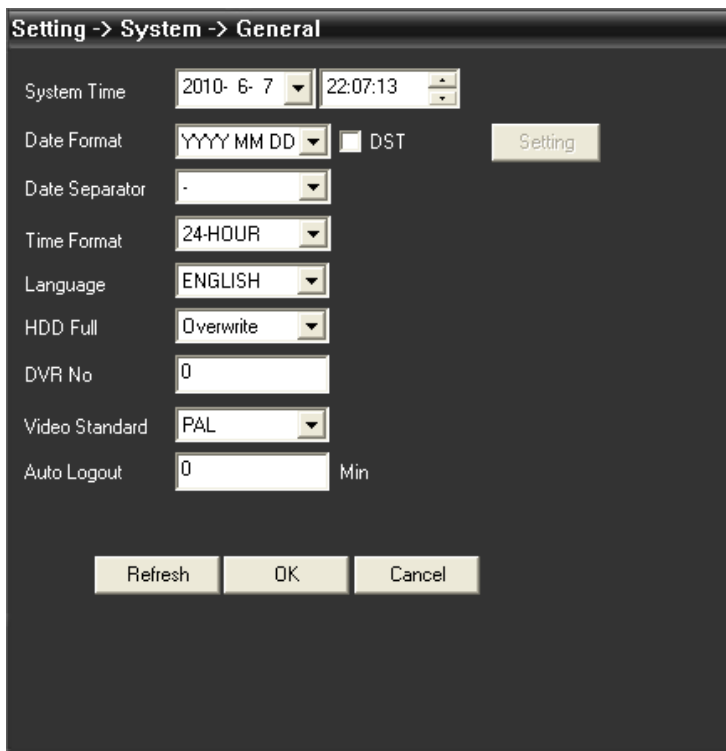 Setting -> System -> General
System Time 2010- 6- 7 22:07:13
Date Format YYYY MM DD DST Setting
Date Separator -
Time Format 24-HOUR
Language ENGLISH
HDD Full Overwrite
DVR No 0
Video Standard PAL
Auto Logout 0 Min
Refresh OK Cancel